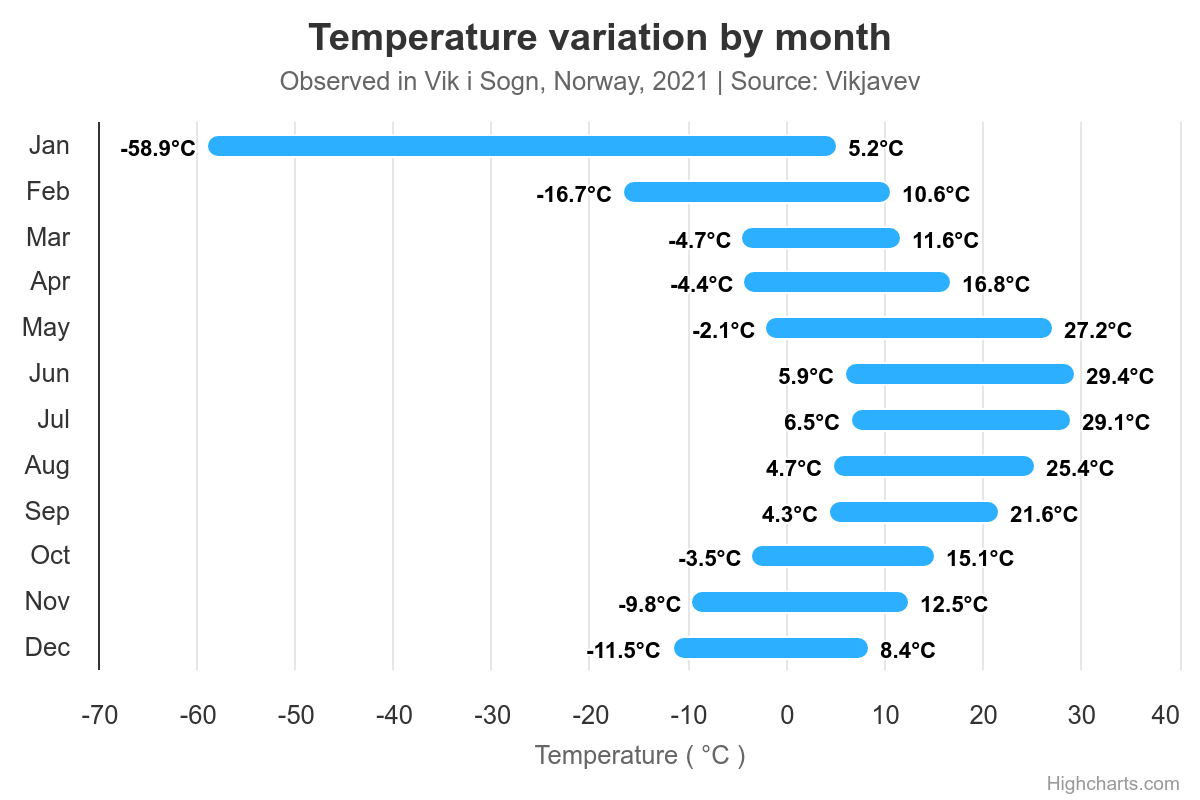 Temperature variation by month
Observed in Vik i Sogn, Norway, 2021 | Source: Vikjavev
Jan -58.9°C 5.2°C
Feb -16.7°C 10.6°C
Mar -4.7°C 11.6°C
Apr -4.4°C 16.8°C
May -2.1°C 27.2°C
Jun 5.9°C 29.4°C
Jul 6.5°C 29.1°C
Aug 4.7°C 25.4°C
Sep 4.3°C 21.6°C
Oct -3.5°C 15.1°C
Nov -9.8°C 12.5°C
Dec -11.5°C 8.4°C
-70 -60 -50 -40 -30 -20 -10 0 10 20 30 40
Temperature ( °C )
Highcharts.com